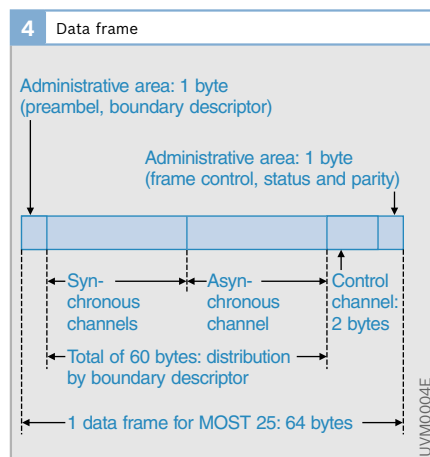 4 Data frame
Administrative area: 1 byte
(preambel, boundary descriptor)
Administrative area: 1 byte
(frame control, status and parity)
Syn-
chronous
channels
Asyn-
chronous
channel
Control
channel:
2 bytes
Total of 60 bytes: distribution
by boundary descriptor
1 data frame for MOST 25: 64 bytes
UVM0004E